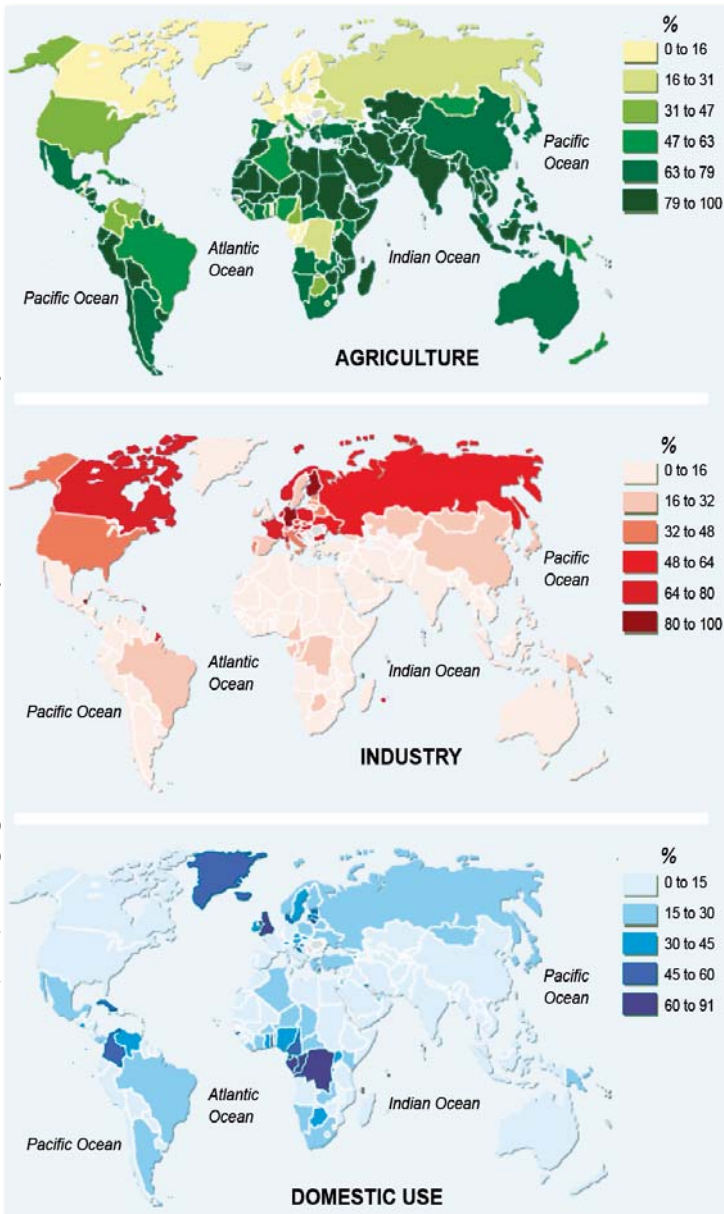 %
0 to 16
16 to 31
31 to 47
47 to 63
63 to 79
79 to 100
Pacific
Ocean
Atlantic
Ocean
Indian Ocean
Pacific Ocean
AGRICULTURE
%
0 to 16
16 to 32
32 to 48
48 to 64
64 to 80
80 to 100
Pacific
Ocean
Atlantic
Ocean
Indian Ocean
Pacific Ocean
INDUSTRY
%
0 to 15
15 to 30
30 to 45
45 to 60
60 to 91
Pacific
Ocean
Atlantic
Ocean
Indian Ocean
Pacific Ocean
DOMESTIC USE